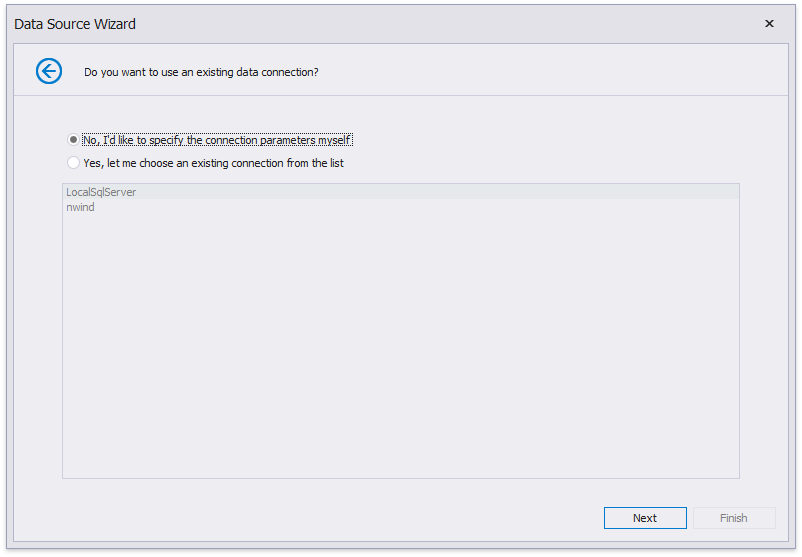 Data Source Wizard
Do you want to use an existing data connection?
No, I'd like to specify the connection parameters myself
Yes, let me choose an existing connection from the list
LocalSqlServer
nwind
Next
Finish